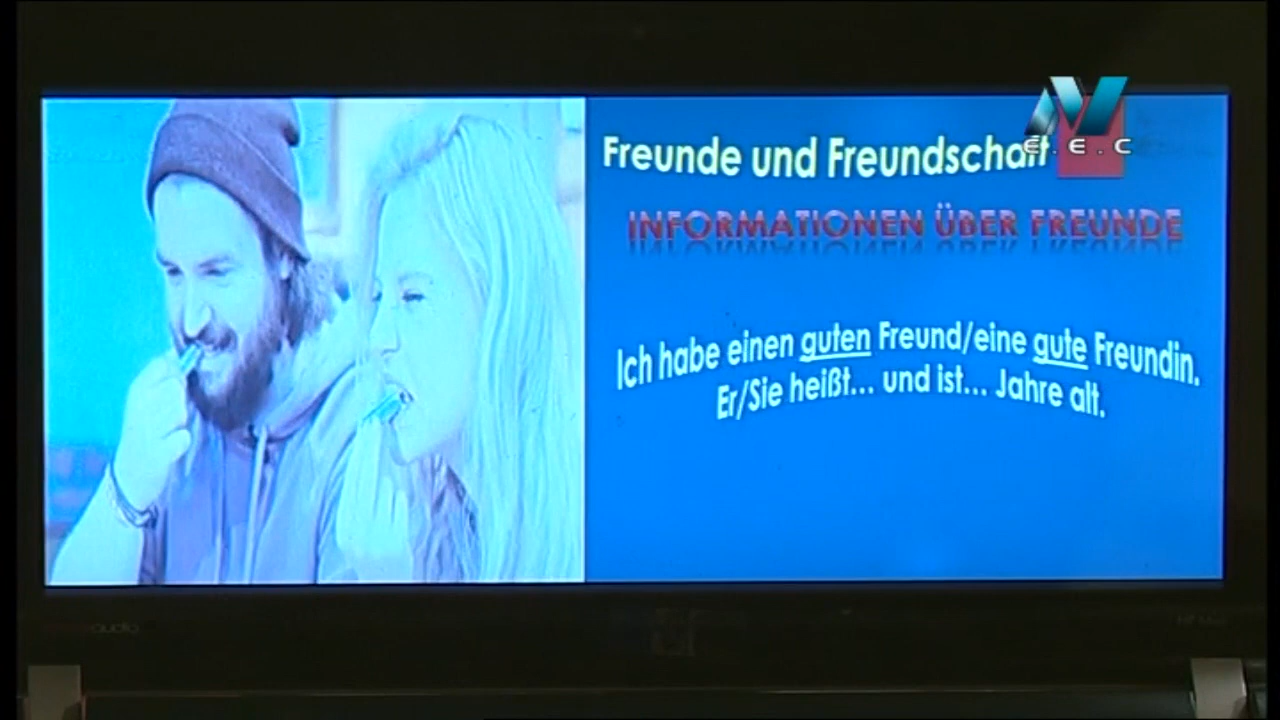 E.E.C
Freunde und Freundschaft
INFORMATIONEN ÜBER FREUNDE
Ich habe einen guten Freund/eine gute Freundin.
Er/Sie heißt... und ist... Jahre alt.